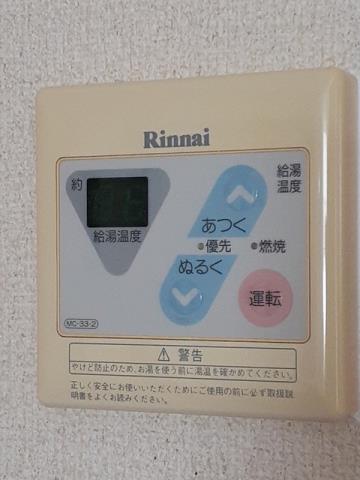 Rinnai
約
給湯温度
給湯
温度
あつく
優先
燃焼
ぬるく
運転
MC-33-2
⚠ 警告
やけど防止のため、お湯を使う前に湯温を確かめてください。
正しく安全にお使いいただくためにご使用の前に必ず取扱説
明書をよくお読みください。